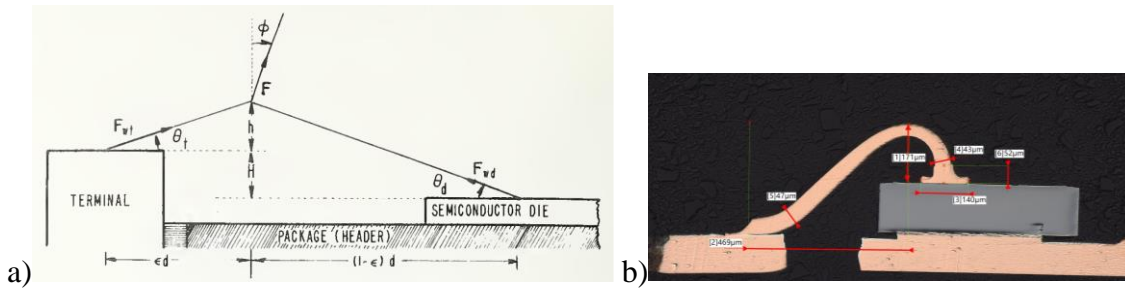 ϕ
F
F_wt
θ_t
h
H
F_wd
θ_d
TERMINAL
SEMICONDUCTOR DIE
PACKAGE (HEADER)
ϵd
(1-ϵ) d
a)
[1]171µm
[4]43µm
[6]52µm
[5]47µm
[3]140µm
[2]469µm
b)